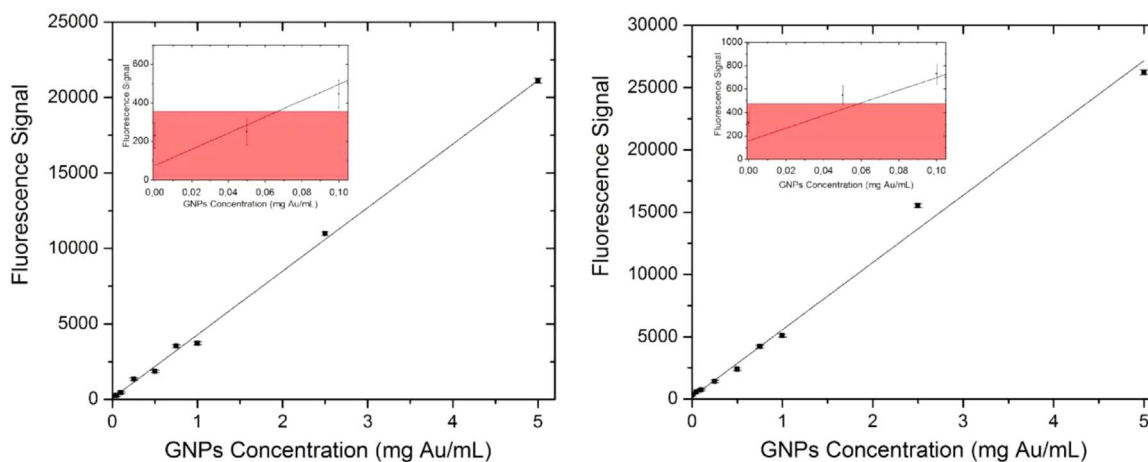 25000
20000
15000
10000
5000
0
Fluorescence Signal
0 1 2 3 4 5
GNPs Concentration (mg Au/mL)
600
400
200
0
Fluorescence Signal
0,00 0,02 0,04 0,06 0,08 0,10
GNPs Concentration (mg Au/mL)
30000
25000
20000
15000
10000
5000
0
Fluorescence Signal
0 1 2 3 4 5
GNPs Concentration (mg Au/mL)
1000
800
600
400
200
0
Fluorescence Signal
0,00 0,02 0,04 0,06 0,08 0,10
GNPs Concentration (mg Au/mL)